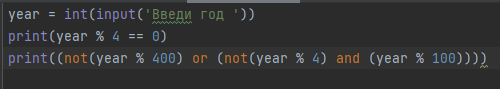 year = int(input('Введи год '))
print(year % 4 == 0)
print((not(year % 400) or (not(year % 4) and (year % 100))))